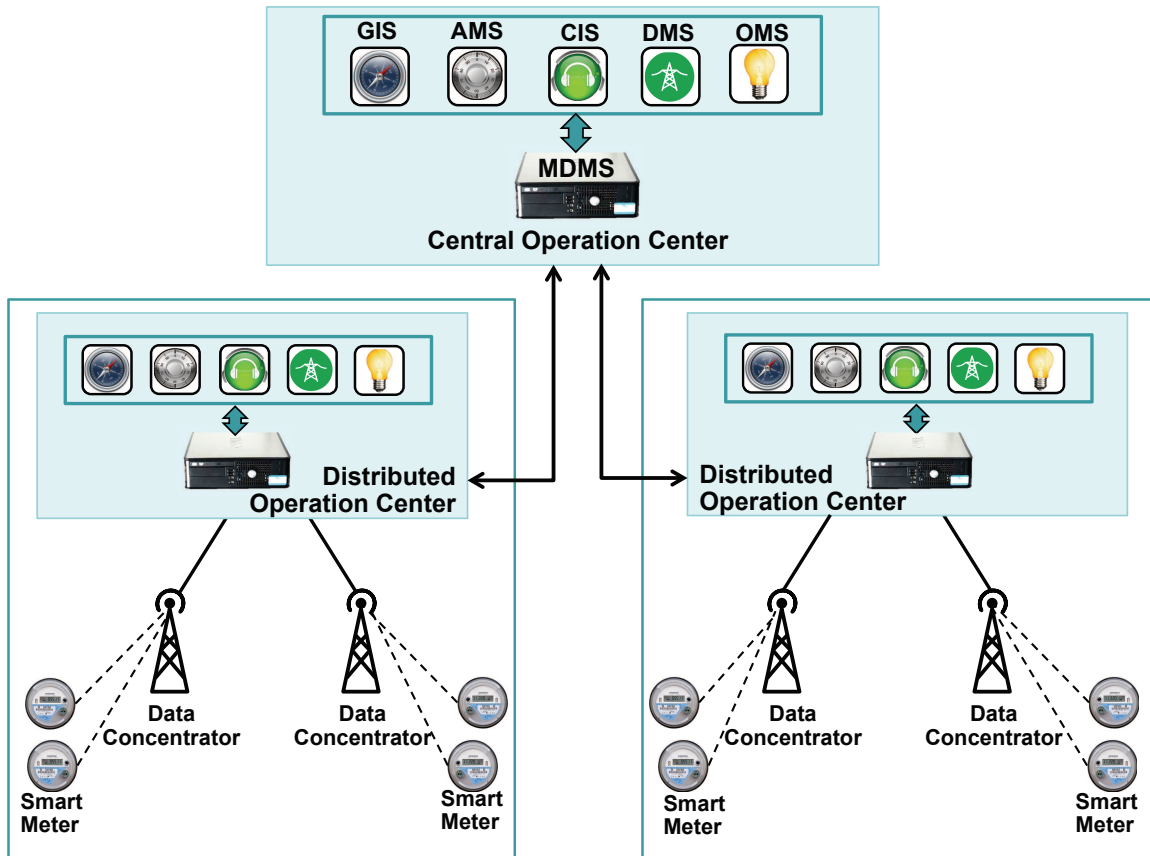 GIS AMS CIS DMS OMS
MDMS
Central Operation Center
Distributed
Operation Center
Distributed
Operation Center
Data
Concentrator
Data
Concentrator
Data
Concentrator
Data
Concentrator
Smart
Meter
Smart
Meter
Smart
Meter
Smart
Meter